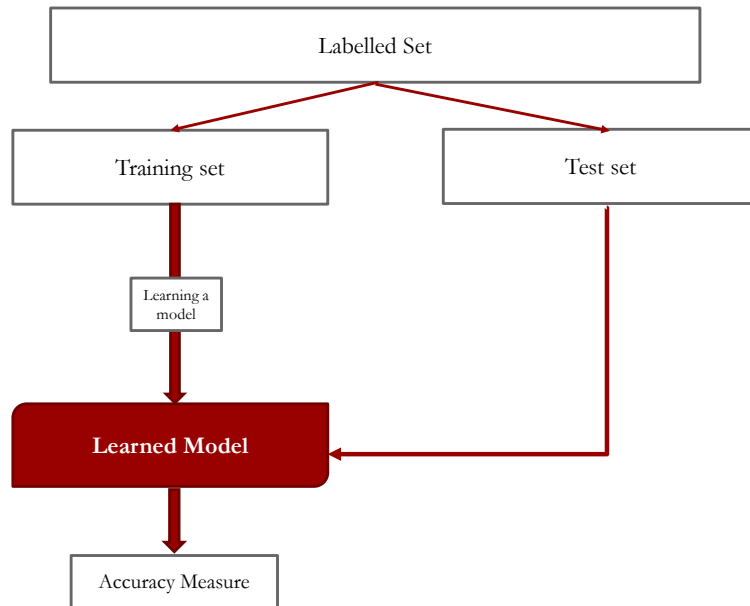 Labelled Set
Training set
Test set
Learning a
model
Learned Model
Accuracy Measure